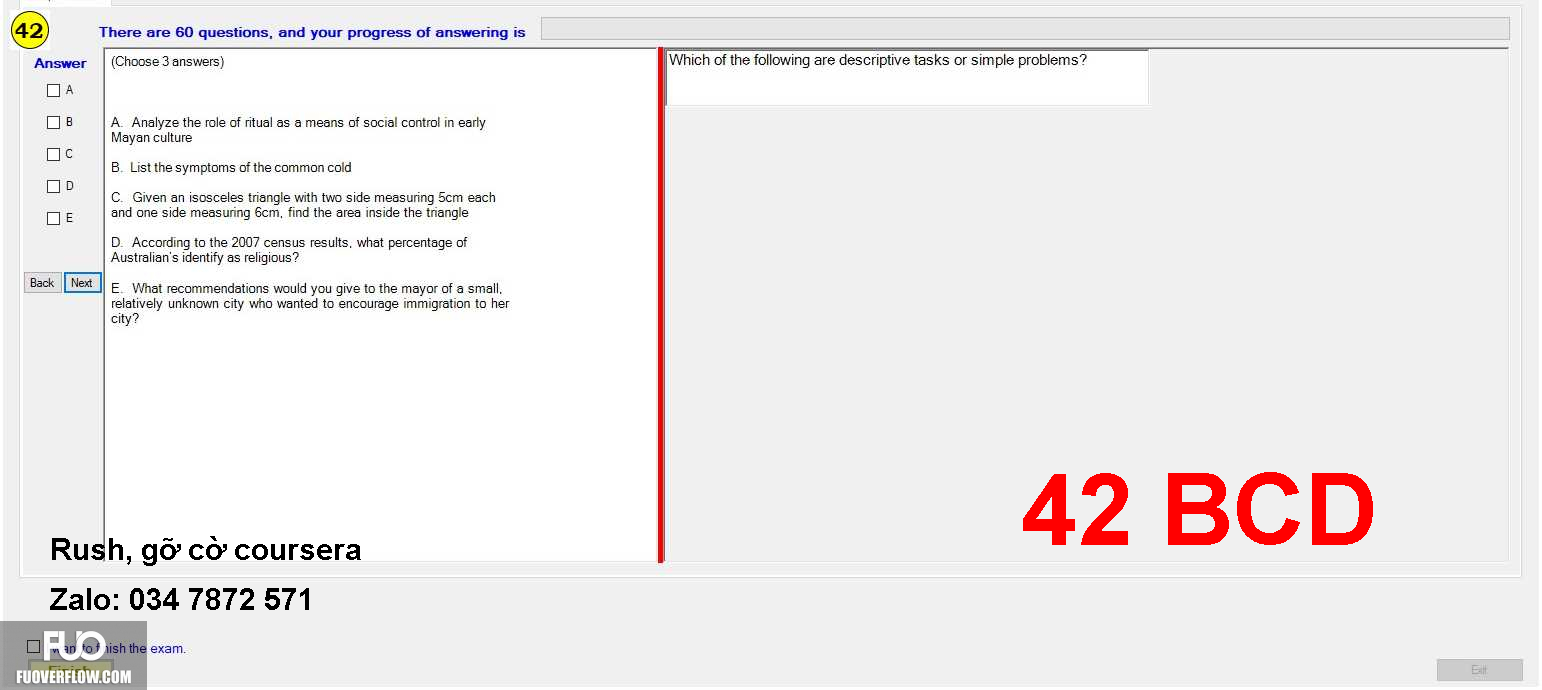 42
There are 60 questions, and your progress of answering is
Answer
(Choose 3 answers)
Which of the following are descriptive tasks or simple problems?
A
B
C
D
E
A. Analyze the role of ritual as a means of social control in early
Mayan culture
B. List the symptoms of the common cold
C. Given an isosceles triangle with two side measuring 5cm each
and one side measuring 6cm, find the area inside the triangle
D. According to the 2007 census results, what percentage of
Australian's identify as religious?
Back
Next
E. What recommendations would you give to the mayor of a small,
relatively unknown city who wanted to encourage immigration to her
city?
42 BCD
Rush, gỡ cờ coursera
Zalo: 034 7872 571
FUO
want to finish the exam.
Finish
FUOVERFLOW.COM
Exit